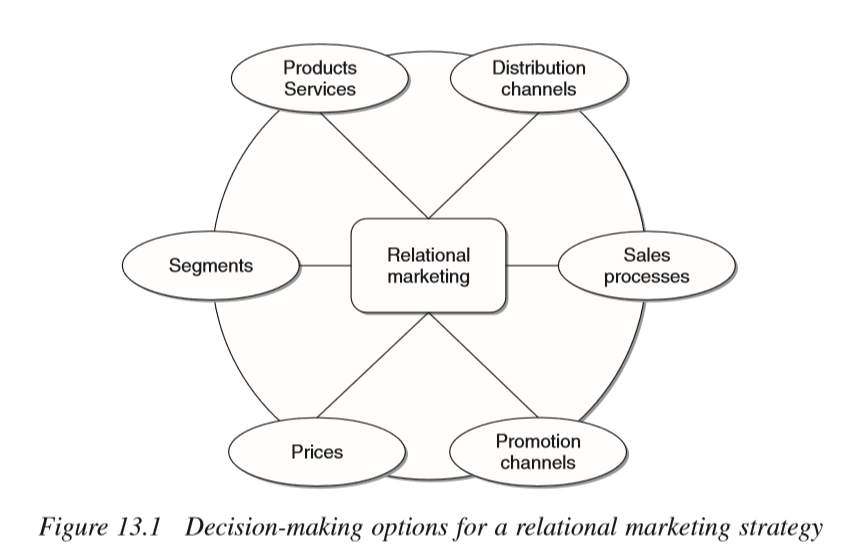 Products
Services
Distribution
channels
Segments
Relational
marketing
Sales
processes
Prices
Promotion
channels
Figure 13.1 Decision-making options for a relational marketing strategy